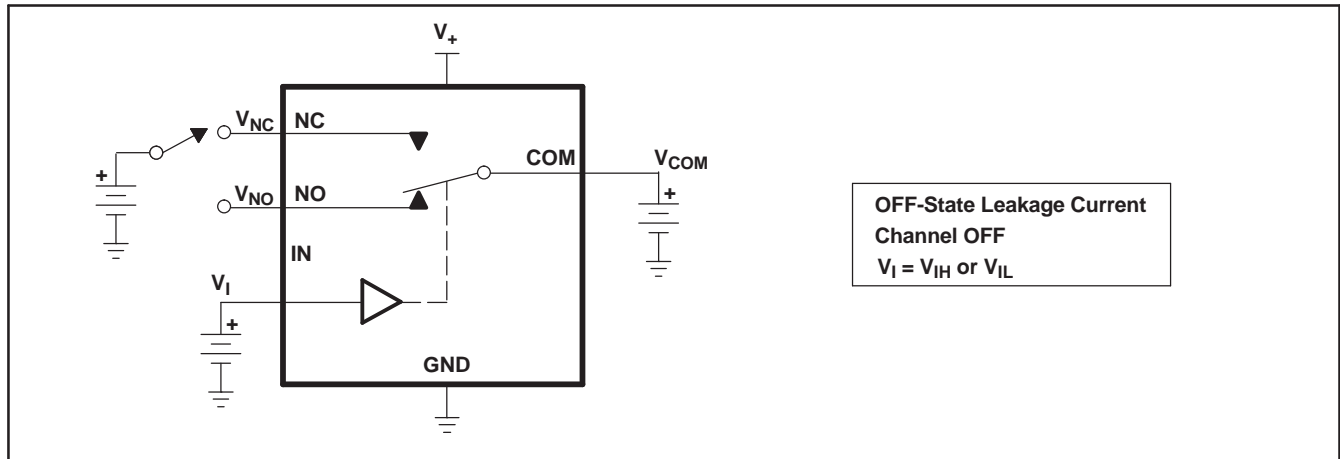 V+
VNC
NC
COM
VCOM
+
VNO
NO
+
IN
VI
+
GND
OFF-State Leakage Current
Channel OFF
VI = VIH or VIL